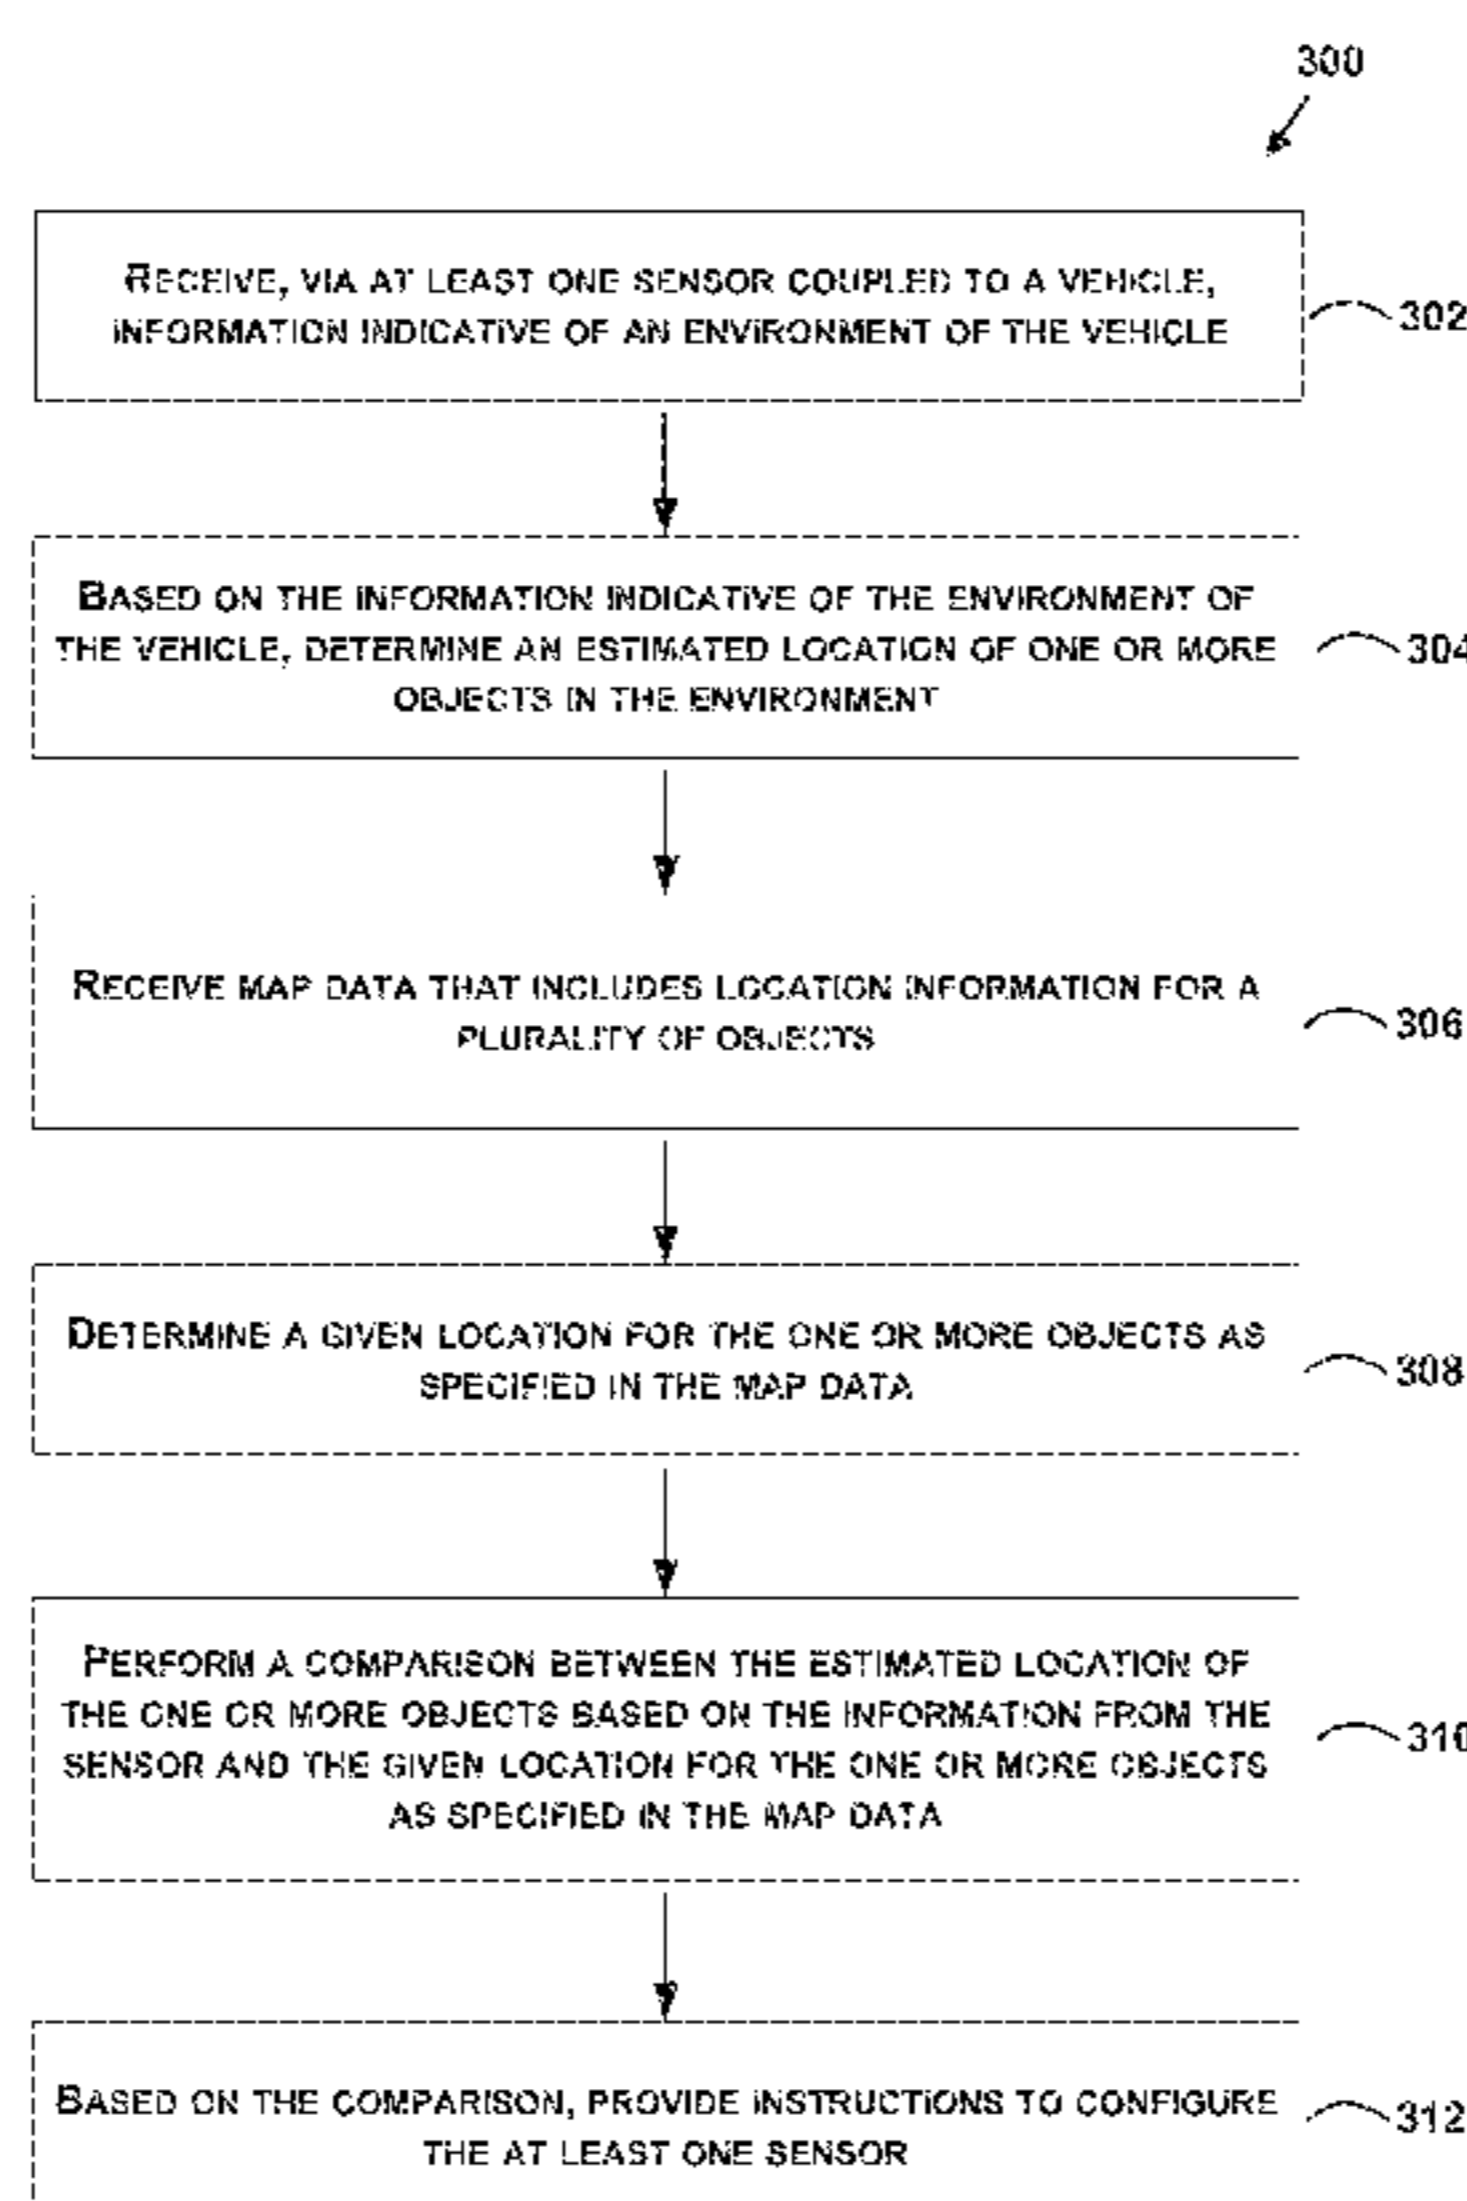 300
RECEIVE, VIA AT LEAST ONE SENSOR COUPLED TO A VEHICLE,
INFORMATION INDICATIVE OF AN ENVIRONMENT OF THE VEHICLE
302
BASED ON THE INFORMATION INDICATIVE OF THE ENVIRONMENT OF
THE VEHICLE, DETERMINE AN ESTIMATED LOCATION OF ONE OR MORE
OBJECTS IN THE ENVIRONMENT
304
RECEIVE MAP DATA THAT INCLUDES LOCATION INFORMATION FOR A
PLURALITY OF OBJECTS
306
DETERMINE A GIVEN LOCATION FOR THE ONE OR MORE OBJECTS AS
SPECIFIED IN THE MAP DATA
308
PERFORM A COMPARISON BETWEEN THE ESTIMATED LOCATION OF
THE ONE OR MORE OBJECTS BASED ON THE INFORMATION FROM THE
SENSOR AND THE GIVEN LOCATION FOR THE ONE OR MORE OBJECTS
AS SPECIFIED IN THE MAP DATA
310
BASED ON THE COMPARISON, PROVIDE INSTRUCTIONS TO CONFIGURE
THE AT LEAST ONE SENSOR
312